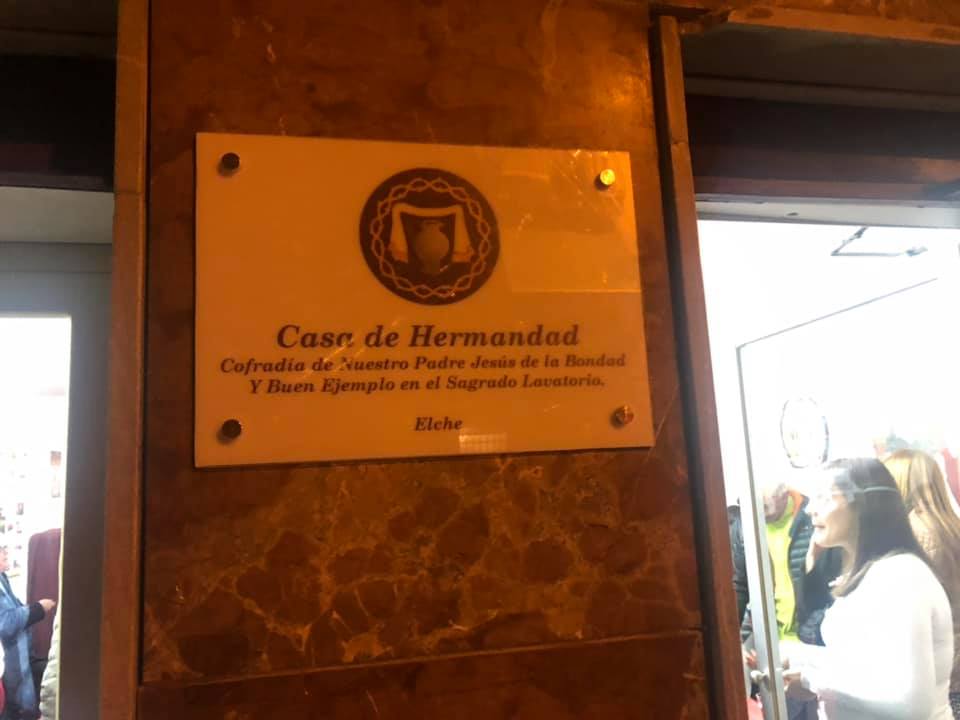 Casa de Hermandad
Cofradía de Nuestro Padre Jesús de la Bondad
Y Buen Ejemplo en el Sagrado Lavatorio.
Elche